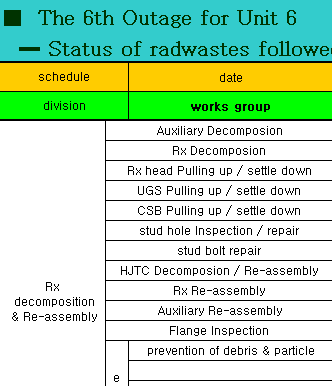 ■ The 6th Outage for Unit 6
– Status of radwastes followe
schedule date
division works group
Auxiliary Decomposion
Rx Decomposion
Rx head Pulling up / settle down
UGS Pulling up / settle down
CSB Pulling up / settle down
stud hole Inspection / repair
stud bolt repair
HJTC Decomposion / Re-assembly
Rx Re-assembly
Auxiliary Re-assembly
Flange Inspection
Rx
decomposition
& Re-assembly
prevention of debris & particle
e